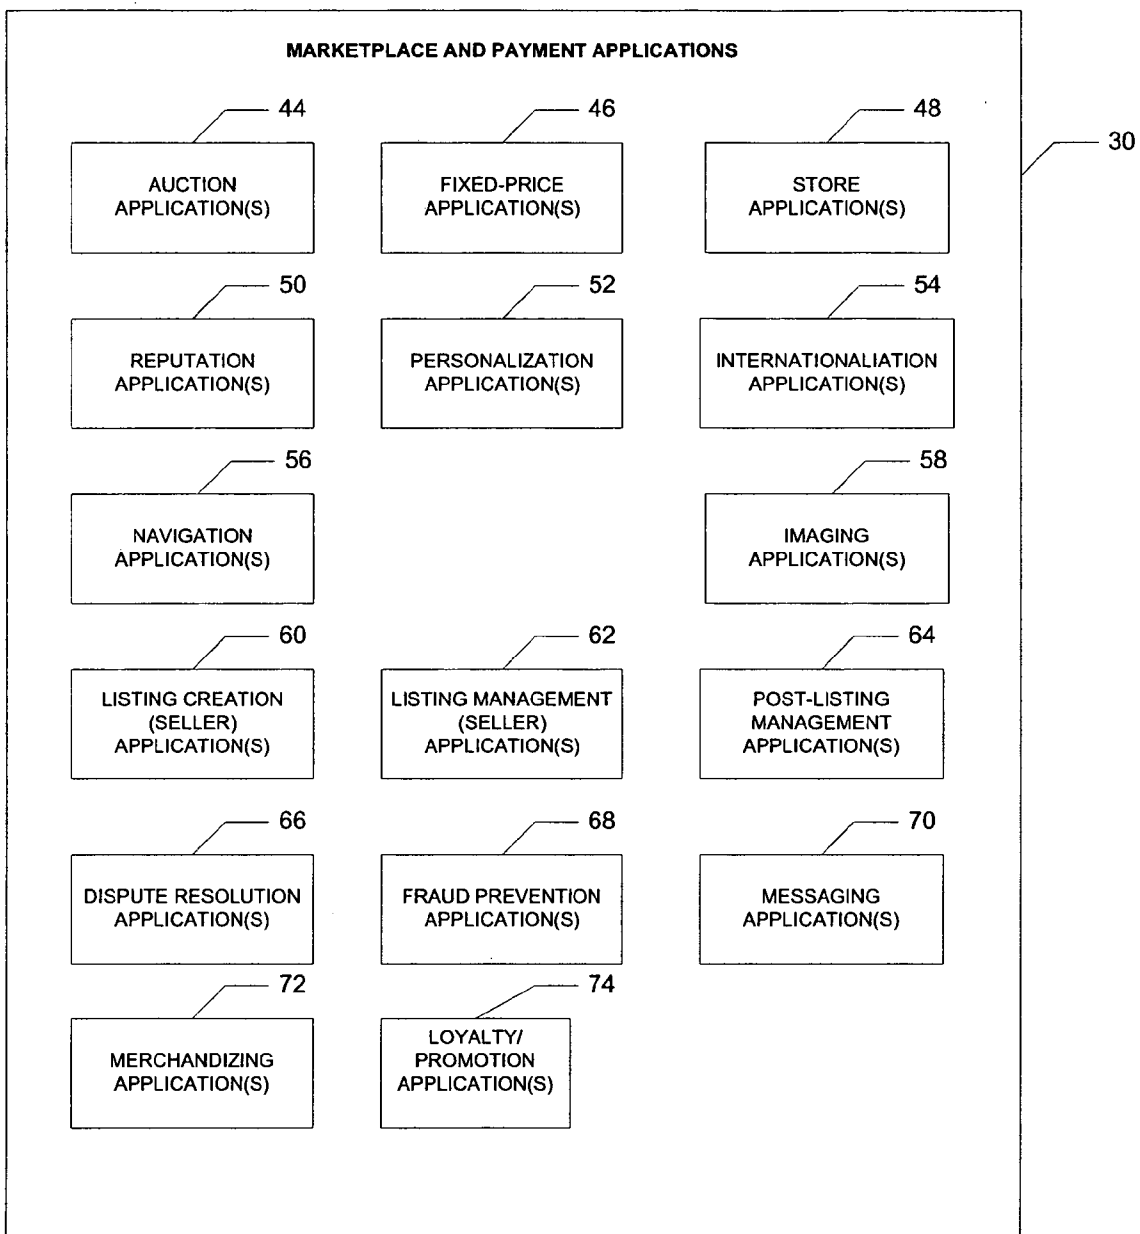 MARKETPLACE AND PAYMENT APPLICATIONS
44
46
48
30
AUCTION
APPLICATION(S)
FIXED-PRICE
APPLICATION(S)
STORE
APPLICATION(S)
50
52
54
REPUTATION
APPLICATION(S)
PERSONALIZATION
APPLICATION(S)
INTERNATIONALIATION
APPLICATION(S)
56
58
NAVIGATION
APPLICATION(S)
IMAGING
APPLICATION(S)
60
62
64
LISTING CREATION
(SELLER)
APPLICATION(S)
LISTING MANAGEMENT
(SELLER)
APPLICATION(S)
POST-LISTING
MANAGEMENT
APPLICATION(S)
66
68
70
DISPUTE RESOLUTION
APPLICATION(S)
FRAUD PREVENTION
APPLICATION(S)
MESSAGING
APPLICATION(S)
72
74
MERCHANDIZING
APPLICATION(S)
LOYALTY/
PROMOTION
APPLICATION(S)